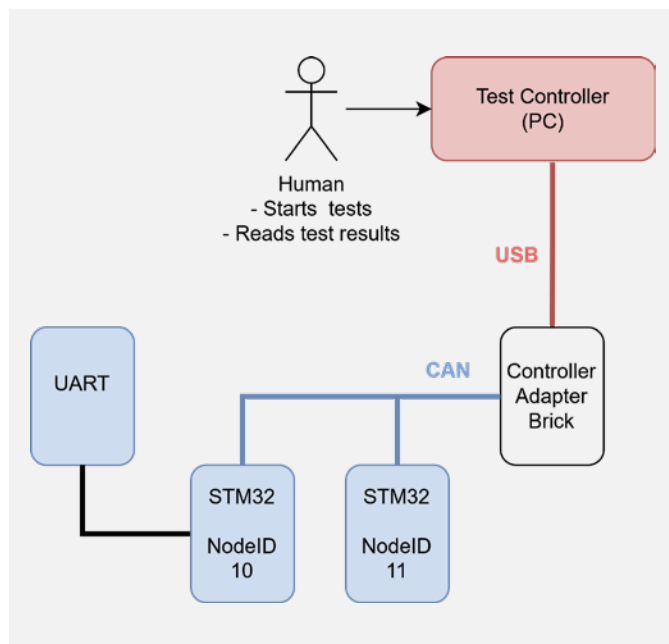 Test Controller
(PC)
Human
- Starts tests
- Reads test results
USB
UART
CAN
Controller
Adapter
Brick
STM32
NodeID
10
STM32
NodeID
11